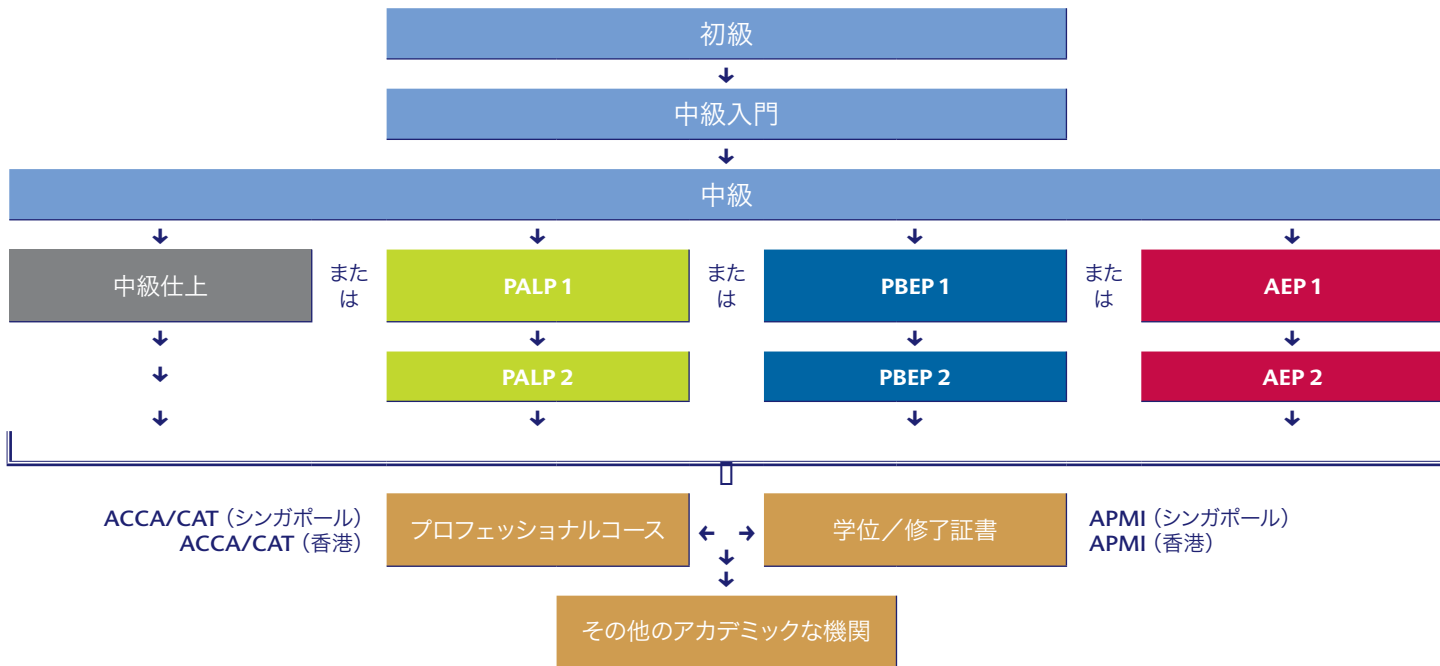 初級
中級入門
中級
中級仕上
また
は
PALP 1
また
は
PBEP 1
また
は
AEP 1
PALP 2
PBEP 2
AEP 2
ACCA/CAT（シンガポール）
ACCA/CAT（香港）
プロフェッショナルコース
学位／修了証書
APMI（シンガポール）
APMI（香港）
その他のアカデミックな機関